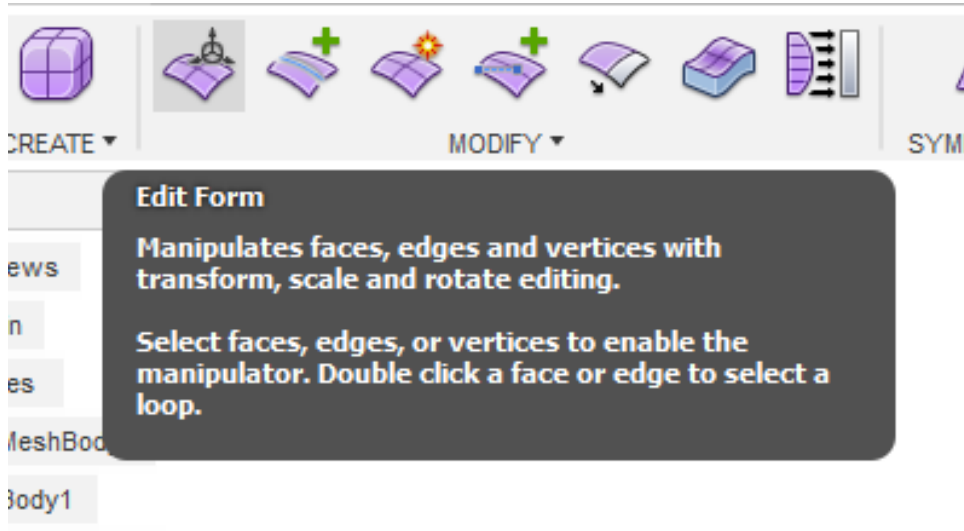 CREATE
MODIFY
SYM
Edit Form
Manipulates faces, edges and vertices with
transform, scale and rotate editing.
Select faces, edges, or vertices to enable the
manipulator. Double click a face or edge to select a
loop.
ews
n
es
MeshBod
Body1